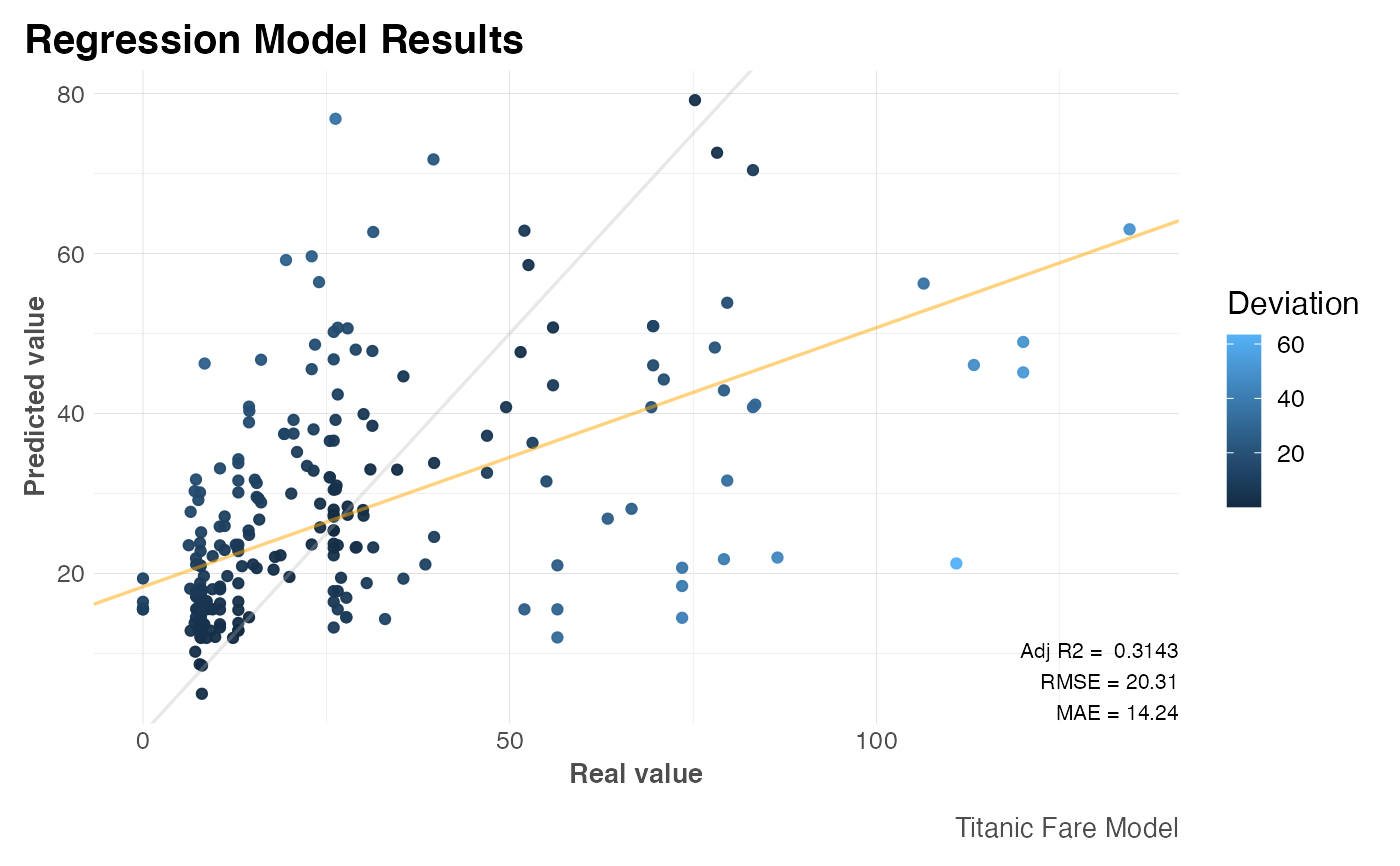 Regression Model Results
Predicted value
80
60
40
20
0
50
100
Real value
Adj R2 =  0.3143
RMSE = 20.31
MAE = 14.24
Deviation
60
40
20
Titanic Fare Model